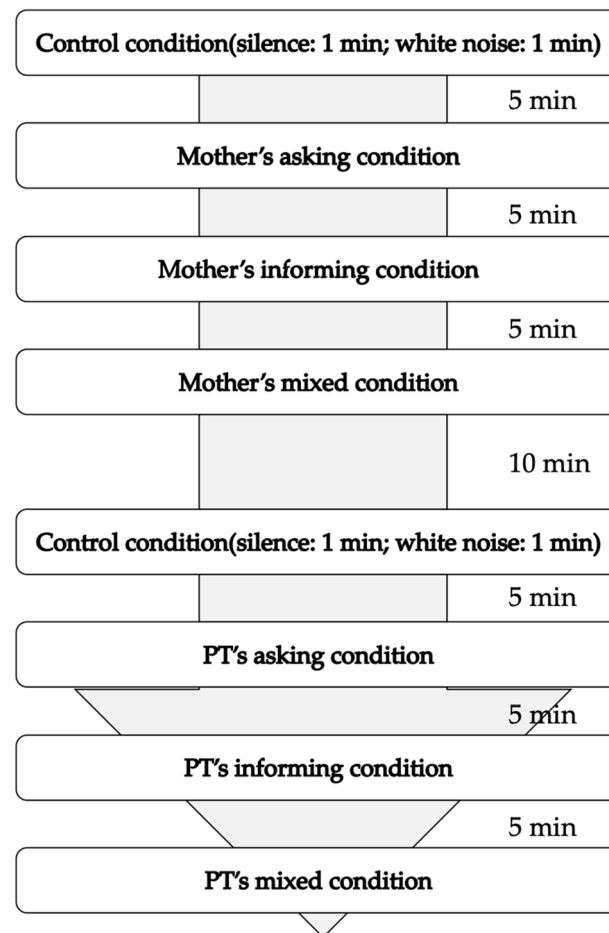 Control condition(silence: 1 min; white noise: 1 min)
5 min
Mother's asking condition
5 min
Mother's informing condition
5 min
Mother's mixed condition
10 min
Control condition(silence: 1 min; white noise: 1 min)
5 min
PT's asking condition
5 min
PT's informing condition
5 min
PT's mixed condition